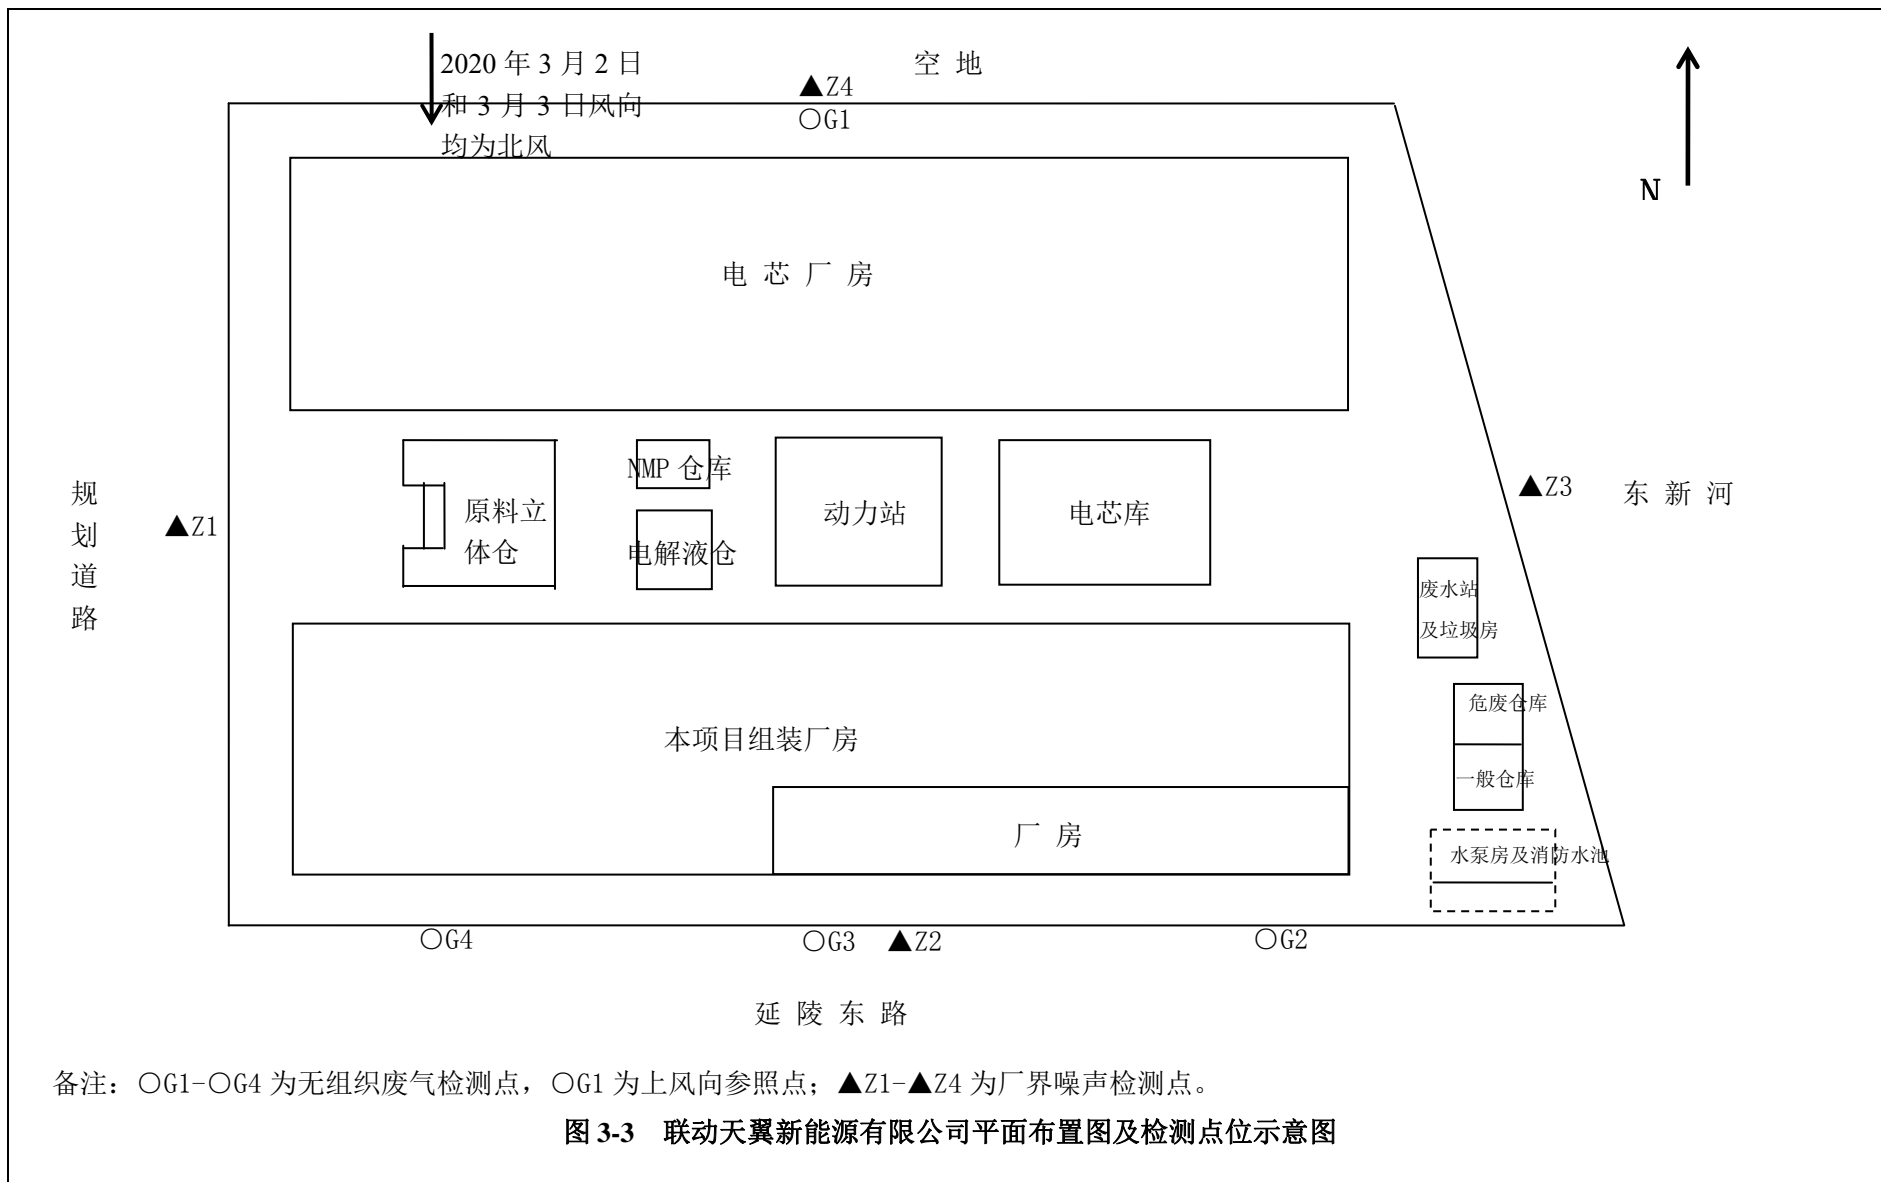 2020 年 3 月 2 日
和 3 月 3 日风向
均为北风
空 地
▲Z4
○G1
N
电 芯 厂 房
规
划
道
路
▲Z1
原料立
体仓
NMP 仓库
电解液仓
动力站
电芯库
▲Z3
东 新 河
废水站
及垃圾房
危废仓库
一般仓库
水泵房及消防水池
本项目组装厂房
厂 房
○G4
○G3
▲Z2
○G2
延 陵 东 路
备注：○G1-○G4 为无组织废气检测点，○G1 为上风向参照点；▲Z1-▲Z4 为厂界噪声检测点。
图 3-3 联动天翼新能源有限公司平面布置图及检测点位示意图